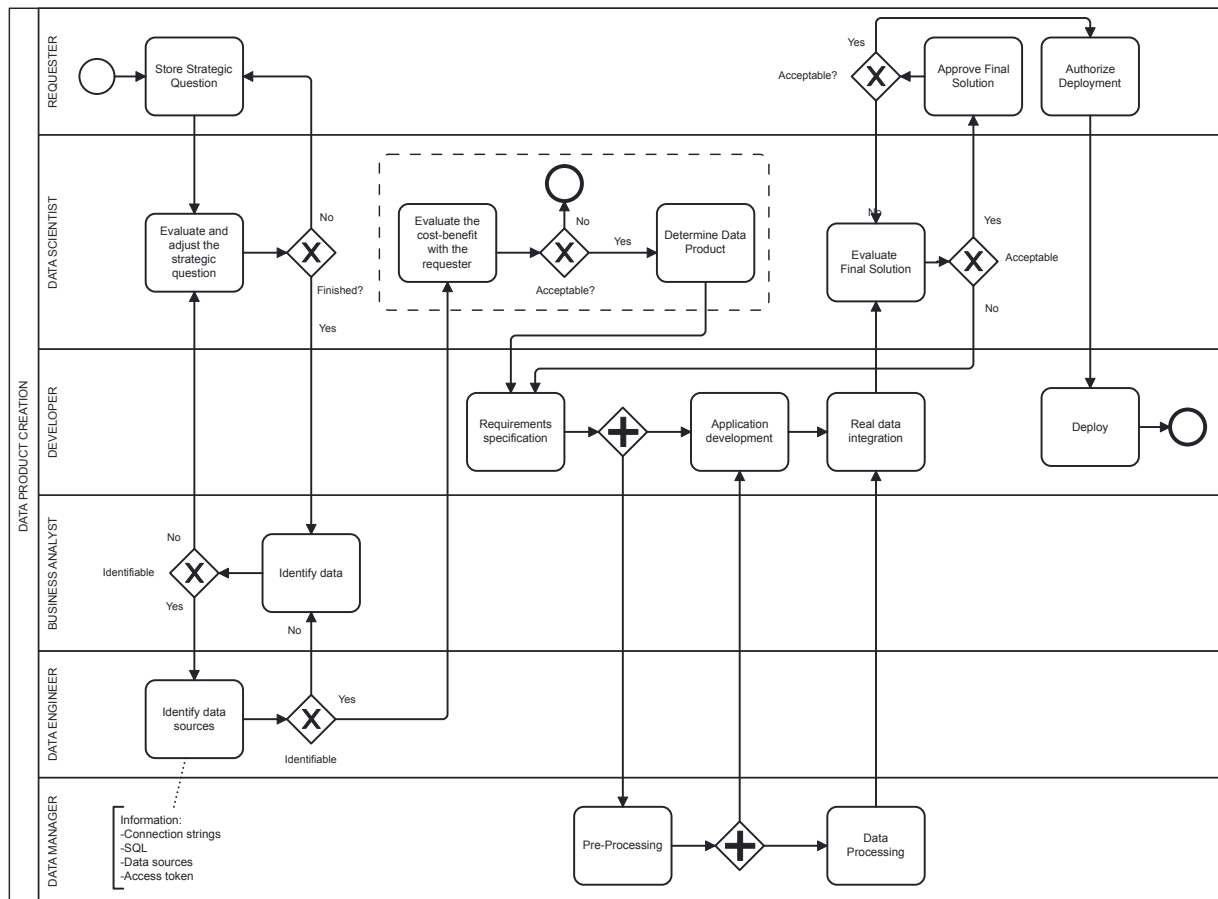 DATA PRODUCT CREATION
REQUESTER
Store Strategic
Question
Yes
Acceptable?
Approve Final
Solution
Authorize
Deployment
DATA SCIENTIST
Evaluate and
adjust the
strategic
question
No
Finished?
Yes
Evaluate the
cost-benefit
with the
requester
No
Yes
Acceptable?
Determine Data
Product
No
Evaluate
Final Solution
Yes
Acceptable
No
DEVELOPER
Requirements
specification
Application
development
Real data
integration
Deploy
BUSINESS ANALYST
No
Identifiable
Yes
Identify data
No
DATA ENGINEER
Identify data
sources
Yes
Identifiable
DATA MANAGER
Information:
-Connection strings
-SQL
-Data sources
-Access token
Pre-Processing
Data
Processing